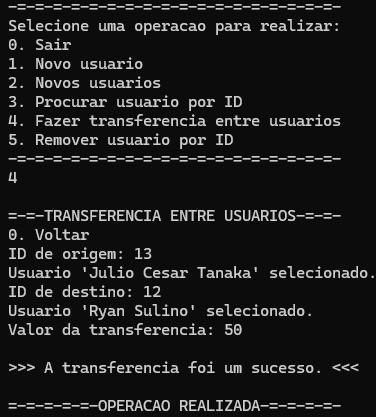 -=-=-=-=-=-=-=-=-=-=-=-=-=-=-=-=-=-=-
Selecione uma operacao para realizar:
0. Sair
1. Novo usuario
2. Novos usuarios
3. Procurar usuario por ID
4. Fazer transferencia entre usuarios
5. Remover usuario por ID
-=-=-=-=-=-=-=-=-=-=-=-=-=-=-=-=-=-=-
4
=-=-TRANSFERENCIA ENTRE USUARIOS-=-=-
0. Voltar
ID de origem: 13
Usuario 'Julio Cesar Tanaka' selecionado.
ID de destino: 12
Usuario 'Ryan Sulino' selecionado.
Valor da transferencia: 50
>>> A transferencia foi um sucesso. <<<
=-=-=-=-=-OPERACAO REALIZADA-=-=-=-=-